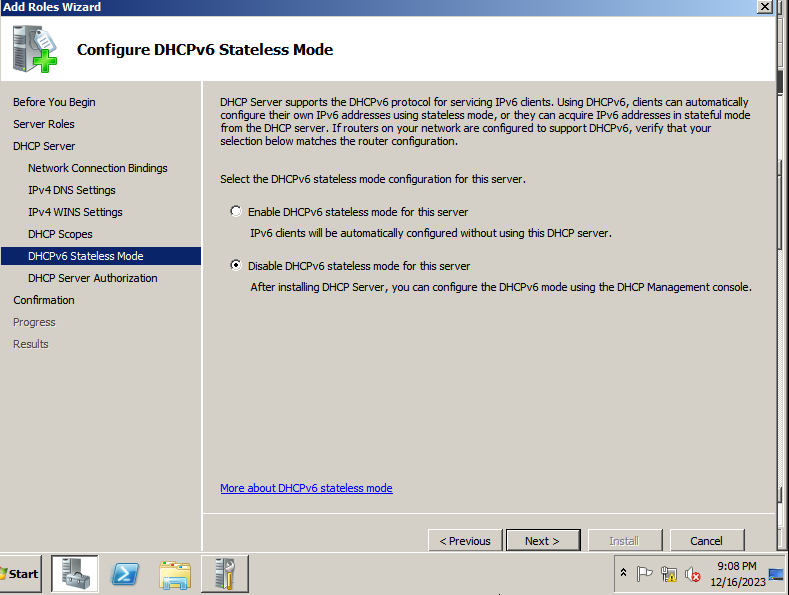 Add Roles Wizard
Configure DHCPv6 Stateless Mode
Before You Begin
Server Roles
DHCP Server
Network Connection Bindings
IPv4 DNS Settings
IPv4 WINS Settings
DHCP Scopes
DHCPv6 Stateless Mode
DHCP Server Authorization
Confirmation
Progress
Results
DHCP Server supports the DHCPv6 protocol for servicing IPv6 clients. Using DHCPv6, clients can automatically
configure their own IPv6 addresses using stateless mode, or they can acquire IPv6 addresses in stateful mode
from the DHCP server. If routers on your network are configured to support DHCPv6, verify that your
selection below matches the router configuration.
Select the DHCPv6 stateless mode configuration for this server.
Enable DHCPv6 stateless mode for this server
IPv6 clients will be automatically configured without using this DHCP server.
Disable DHCPv6 stateless mode for this server
After installing DHCP Server, you can configure the DHCPv6 mode using the DHCP Management console.
More about DHCPv6 stateless mode
< Previous
Next >
Install
Cancel
Start
9:08 PM
12/16/2023